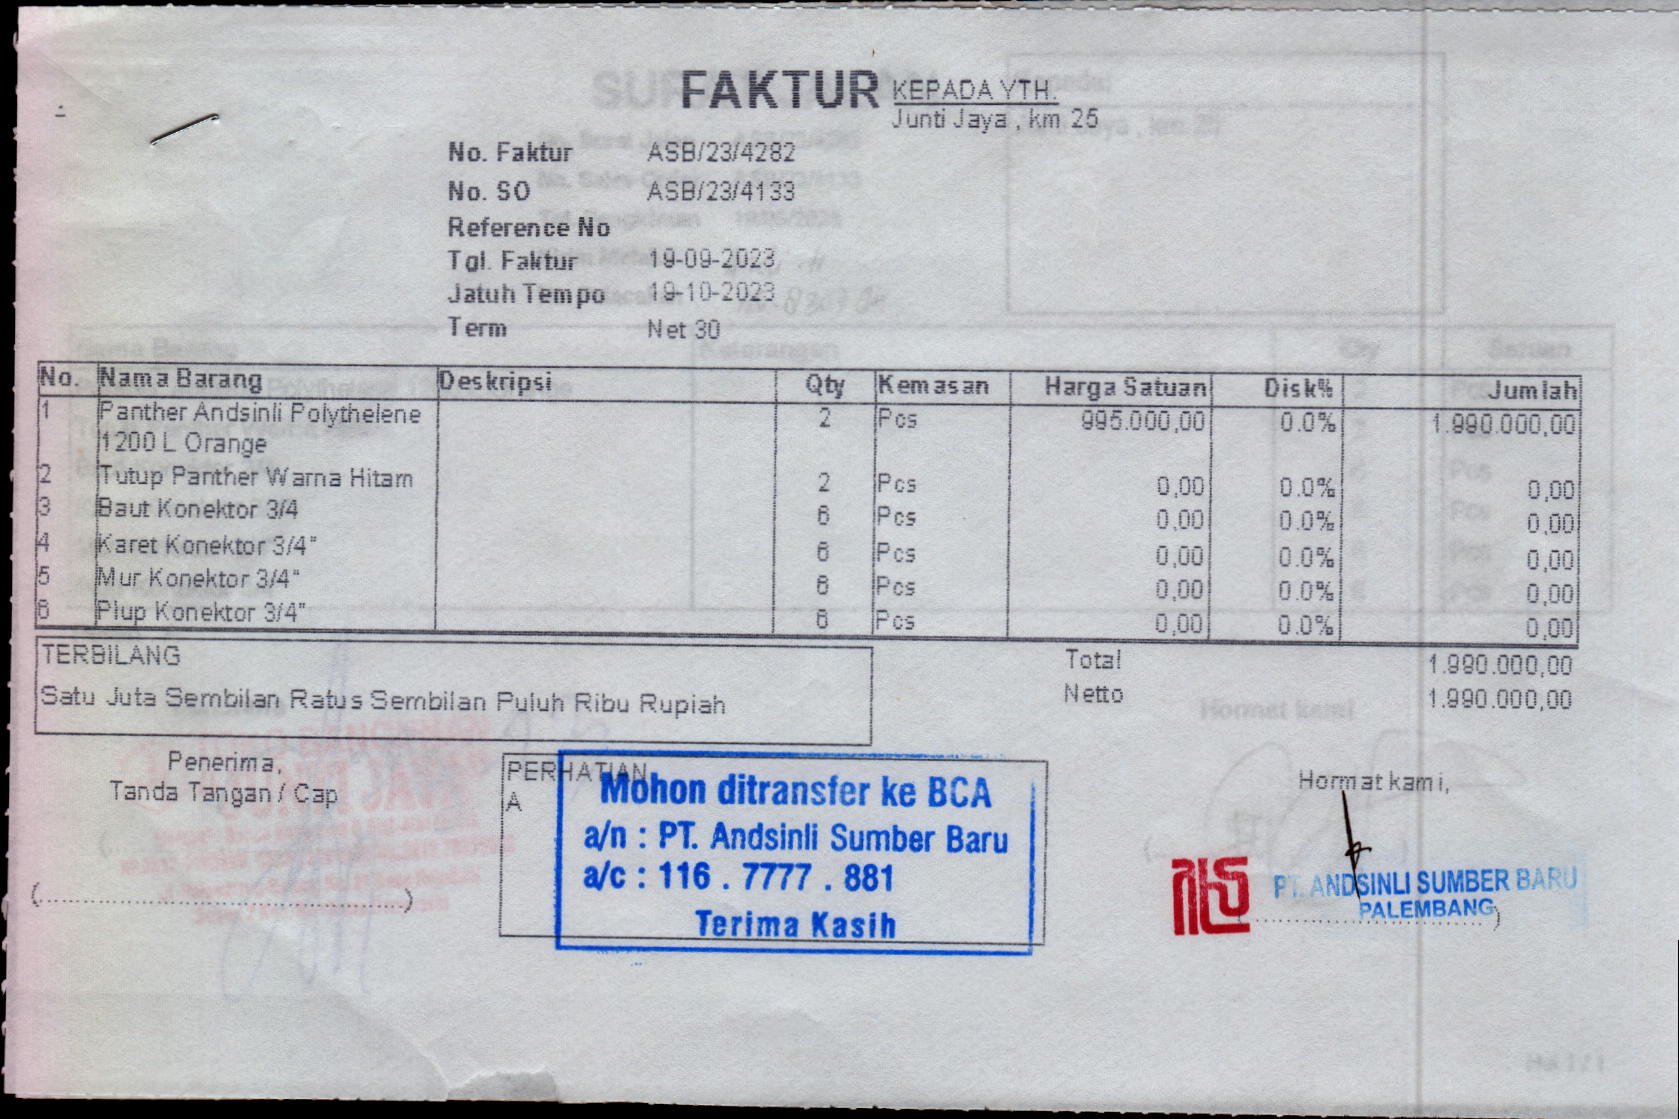 FAKTUR
KEPADA YTH.
Junti Jaya , km 25
No. Faktur ASB/23/4282
No. SO ASB/23/4133
Reference No
Tgl. Faktur 19-09-2023
Jatuh Tempo 19-10-2023
Term Net 30
No. Nama Barang Deskripsi Qty Kemasan Harga Satuan Disk% Jumlah
1 Panther Andsinli Polythelene 2 Pcs 995.000,00 0.0% 1.990.000,00
1200 L Orange
2 Tutup Panther Warna Hitam 2 Pcs 0,00 0.0% 0,00
3 Baut Konektor 3/4 6 Pcs 0,00 0.0% 0,00
4 Karet Konektor 3/4" 6 Pcs 0,00 0.0% 0,00
5 Mur Konektor 3/4" 6 Pcs 0,00 0.0% 0,00
6 Plup Konektor 3/4" 6 Pcs 0,00 0.0% 0,00
TERBILANG
Satu Juta Sembilan Ratus Sembilan Puluh Ribu Rupiah
Total 1.990.000,00
Netto 1.990.000,00
Penerima,
Tanda Tangan / Cap
PERHATIAN
A
Mohon ditransfer ke BCA
a/n : PT. Andsinli Sumber Baru
a/c : 116 . 7777 . 881
Terima Kasih
Hormat kami,
PT. ANDSINLI SUMBER BARU
PALEMBANG